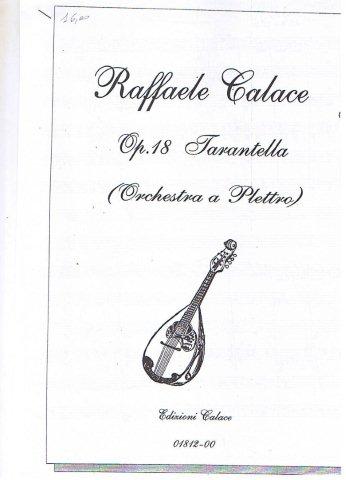 16,00
Raffaele Calace
Op.18 Tarantella
(Orchestra a Plettro)
Edizioni Calace
01812-00